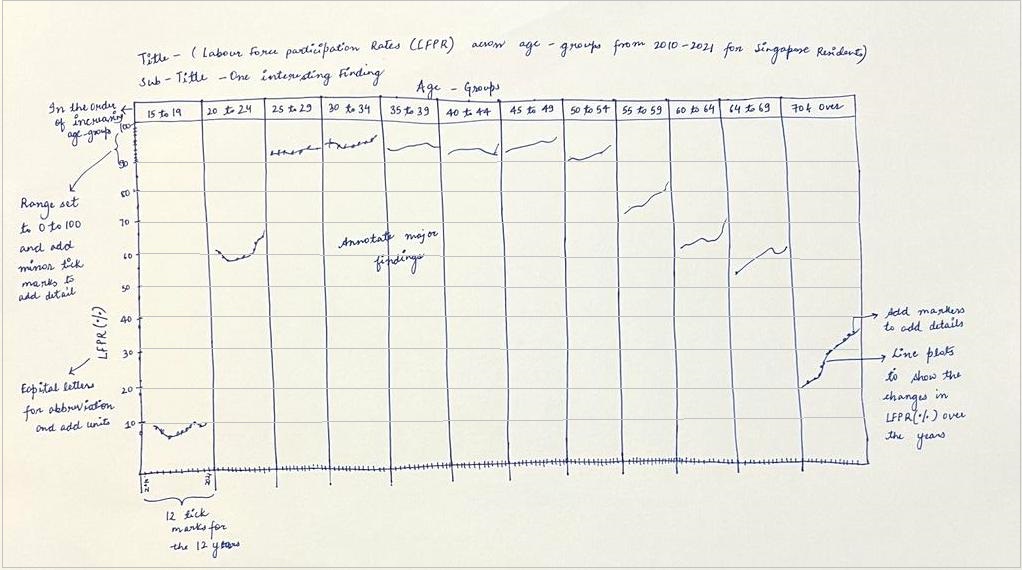 Title - ( Labour Force participation Rates (LFPR) across age - groups from 2010-2021 for Singapore Residents)
Sub - Title - One interesting Finding
Age - Groups
In the order
of increasing
age-groups
15 to 19
20 to 24
25 to 29
30 to 34
35 to 39
40 to 44
45 to 49
50 to 54
55 to 59
60 to 64
64 to 69
70 & over
100
90
80
70
60
50
40
30
20
10
Range set
to 0 to 100
and add
minor tick
marks to
add detail
Annotate major
findings
LFPR(%)
Capital letters
for abbreviation
and add units
Add markers
to add details
Line plots
to show the
changes in
LFPR(%) over
the years
12 tick
marks for
the 12 years